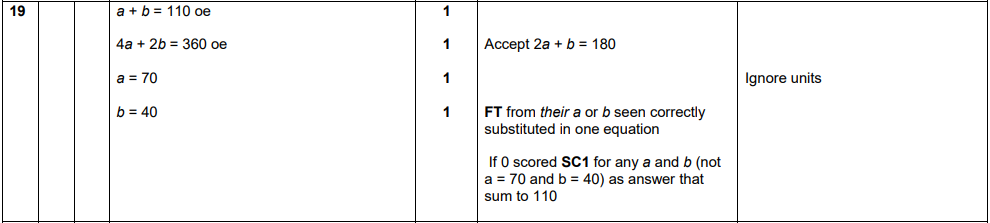 19 a + b = 110 oe 1
4a + 2b = 360 oe 1 Accept 2a + b = 180
a = 70 1 Ignore units
b = 40 1 FT from their a or b seen correctly
substituted in one equation
If 0 scored SC1 for any a and b (not
a = 70 and b = 40) as answer that
sum to 110